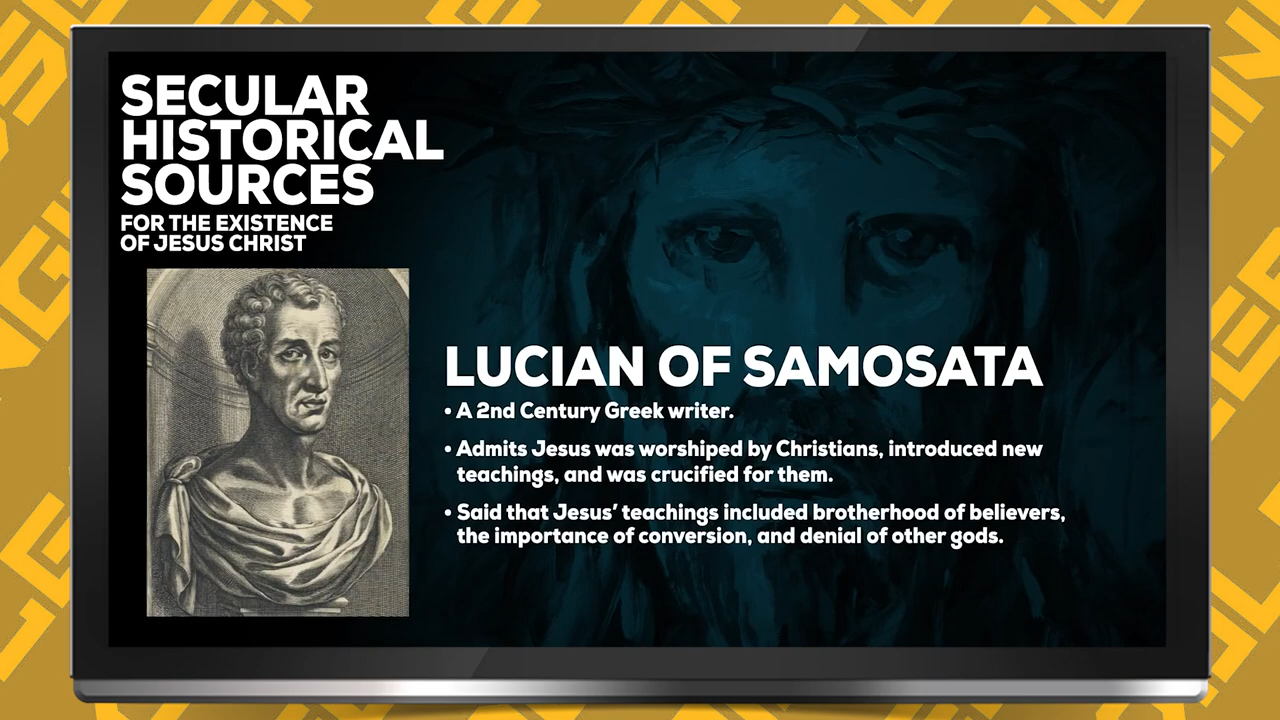 SECULAR
HISTORICAL
SOURCES
FOR THE EXISTENCE
OF JESUS CHRIST
LUCIAN OF SAMOSATA
• A 2nd Century Greek writer.
• Admits Jesus was worshiped by Christians, introduced new
teachings, and was crucified for them.
• Said that Jesus’ teachings included brotherhood of believers,
the importance of conversion, and denial of other gods.